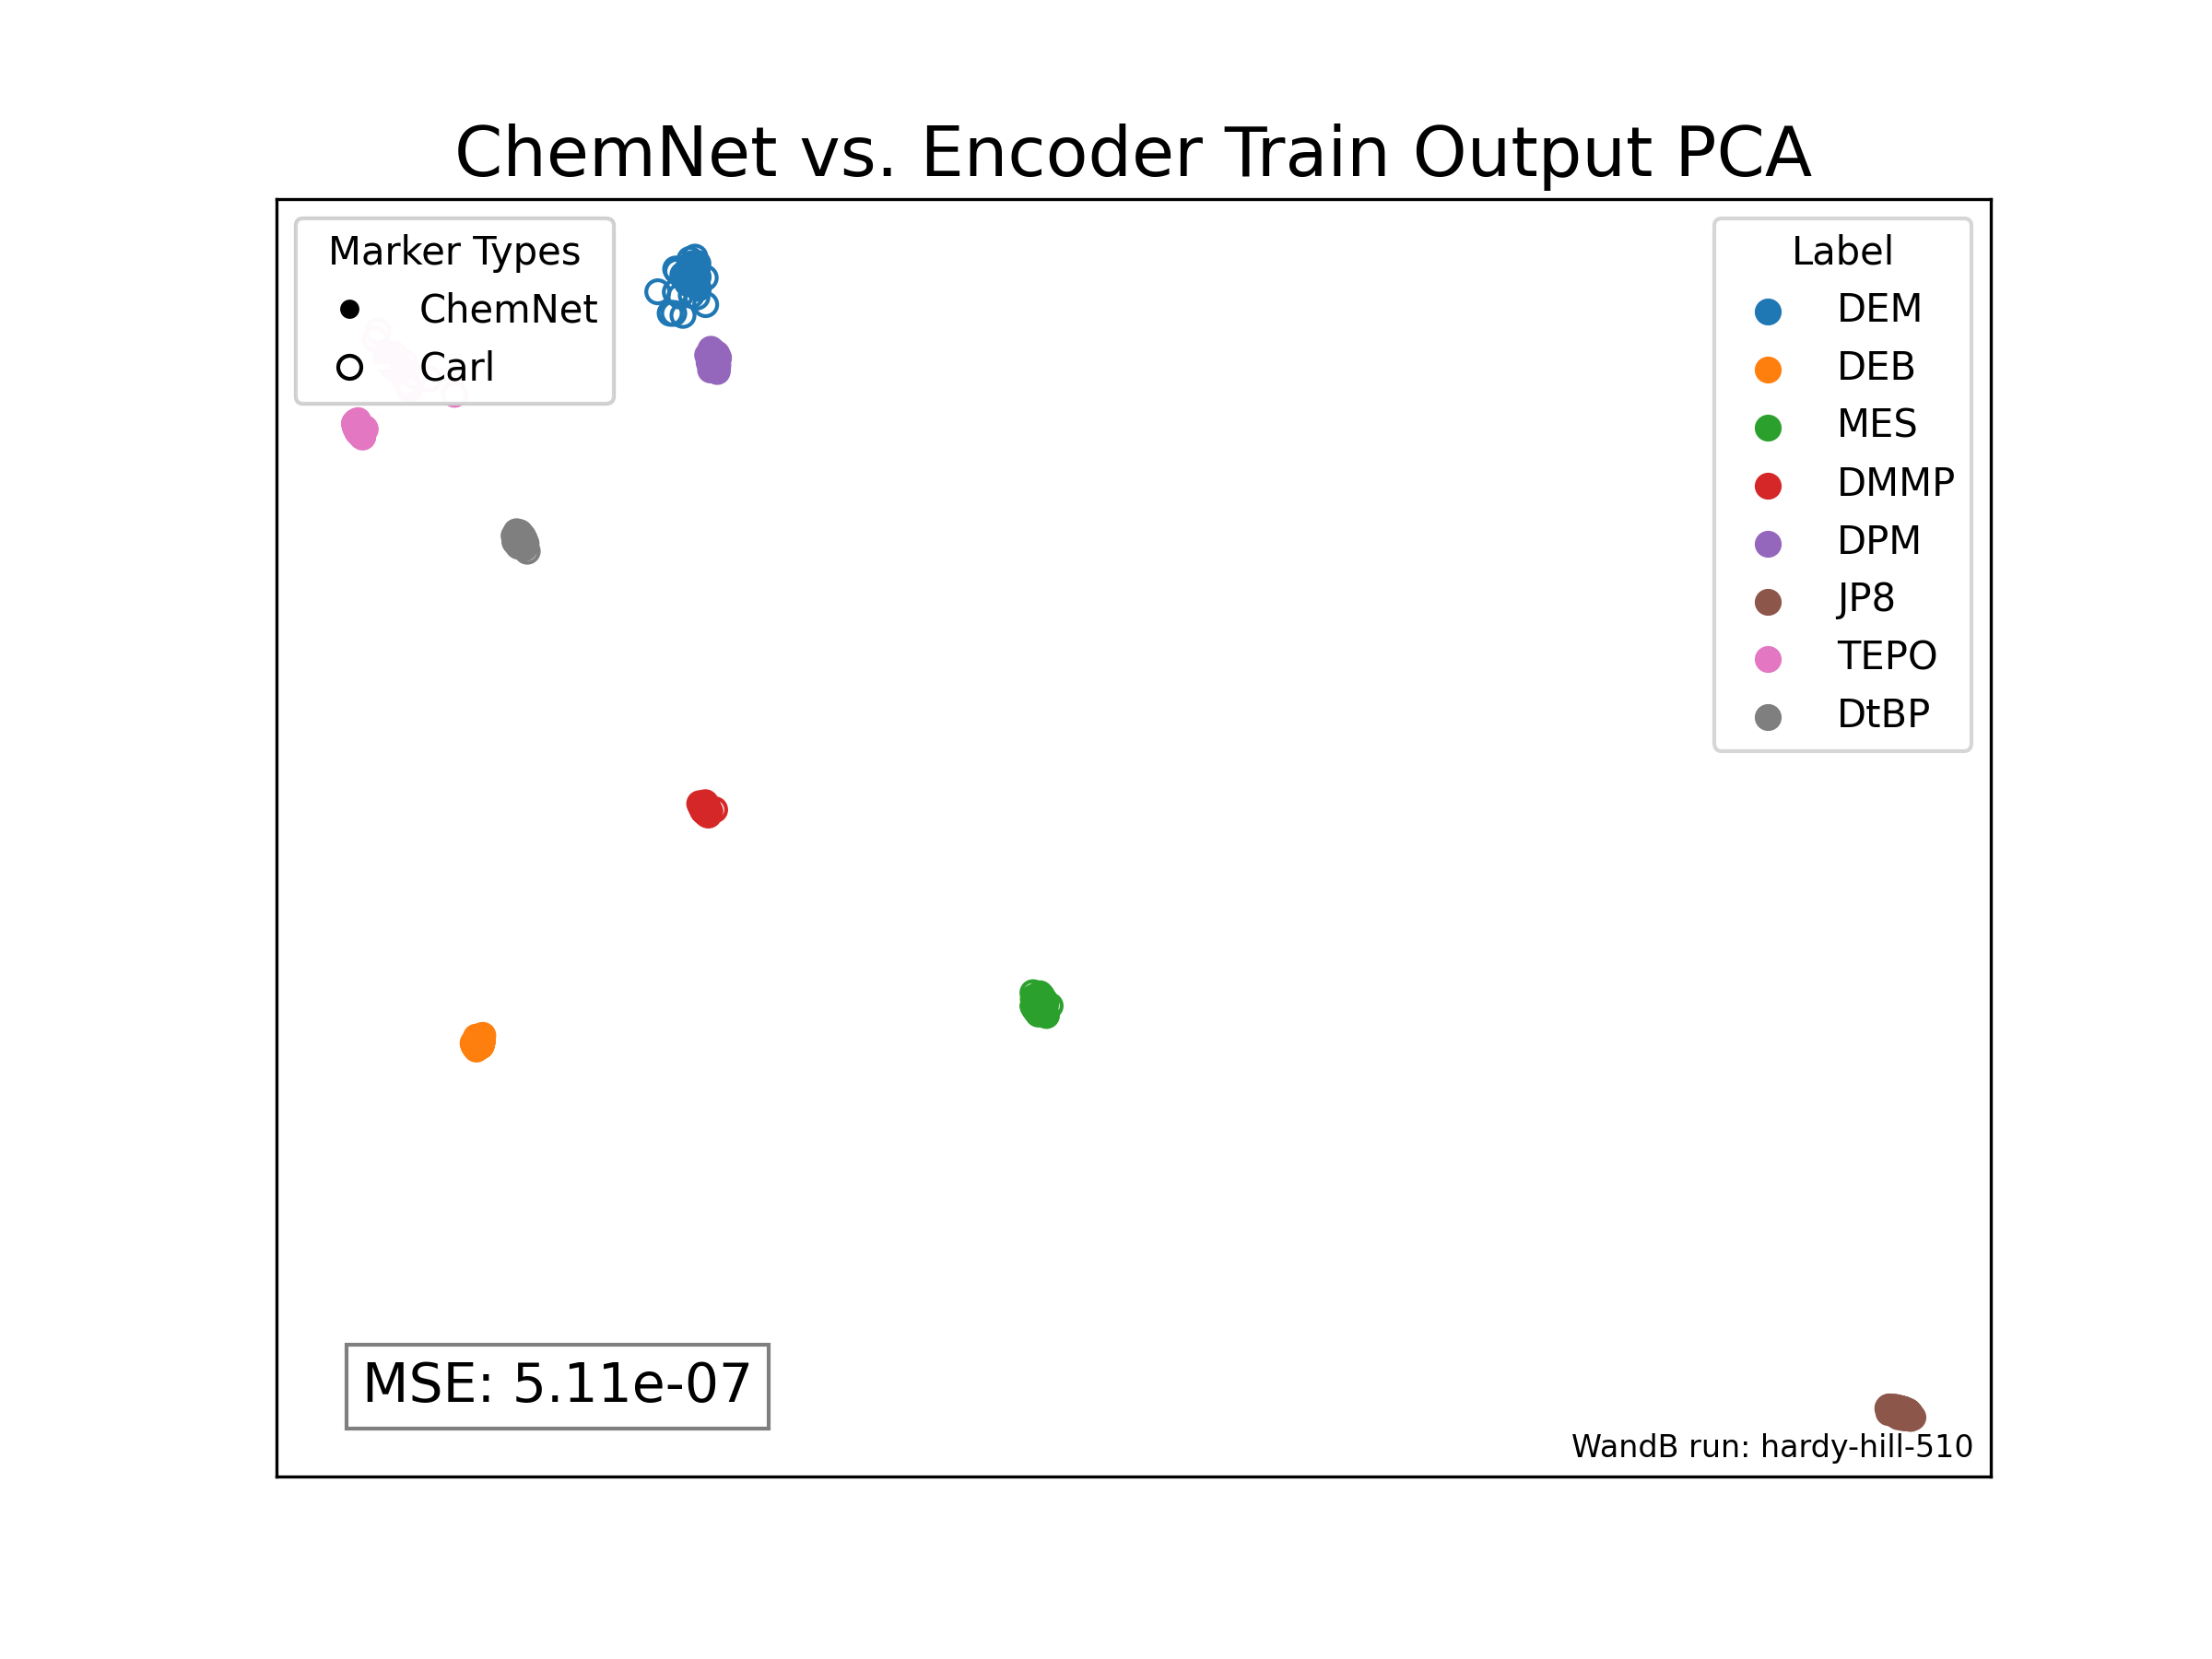 ChemNet vs. Encoder Train Output PCA
Marker Types
ChemNet
Carl
Label
DEM
DEB
MES
DMMP
DPM
JP8
TEPO
DtBP
MSE: 5.11e-07
WandB run: hardy-hill-510